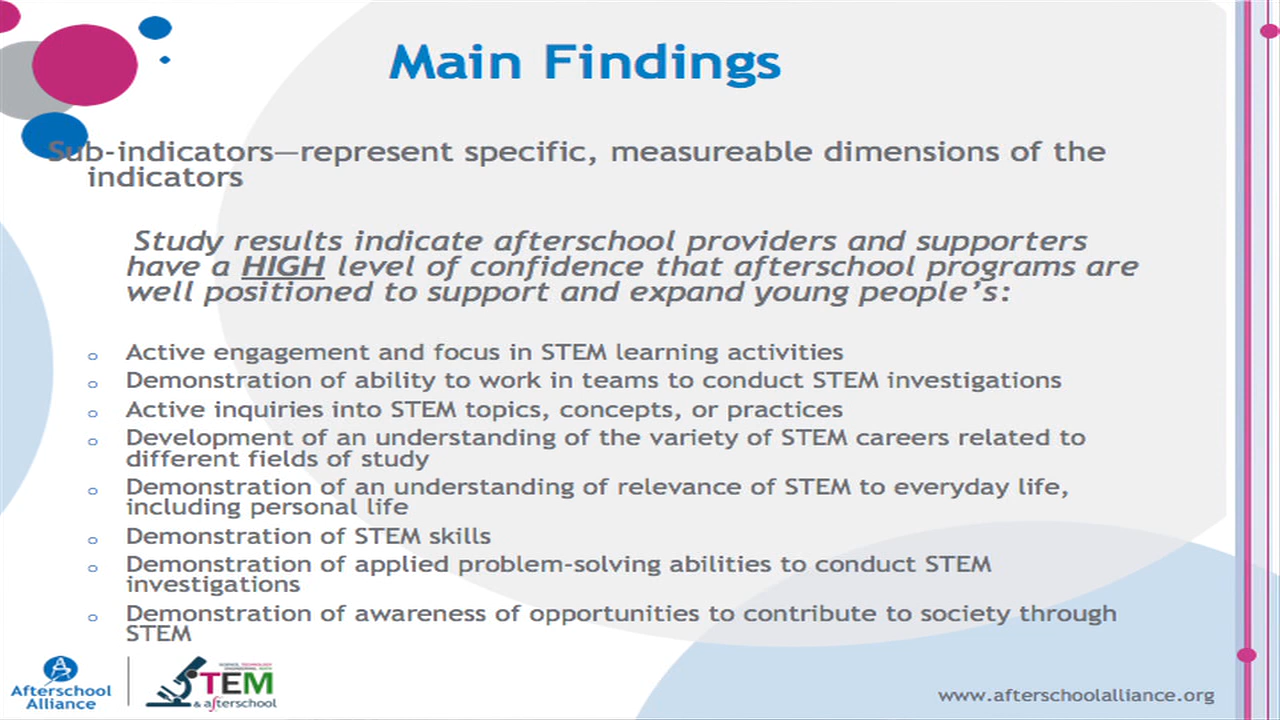 Main Findings
Sub-indicators—represent specific, measureable dimensions of the
indicators
Study results indicate afterschool providers and supporters
have a HIGH level of confidence that afterschool programs are
well positioned to support and expand young people's:
Active engagement and focus in STEM learning activities
Demonstration of ability to work in teams to conduct STEM investigations
Active inquiries into STEM topics, concepts, or practices
Development of an understanding of the variety of STEM careers related to
different fields of study
Demonstration of an understanding of relevance of STEM to everyday life,
including personal life
Demonstration of STEM skills
Demonstration of applied problem-solving abilities to conduct STEM
investigations
Demonstration of awareness of opportunities to contribute to society through
STEM
Afterschool
Alliance
SCIENCE, TECHNOLOGY
ENGINEERING, MATH
STEM
& afterschool
www.afterschoolalliance.org